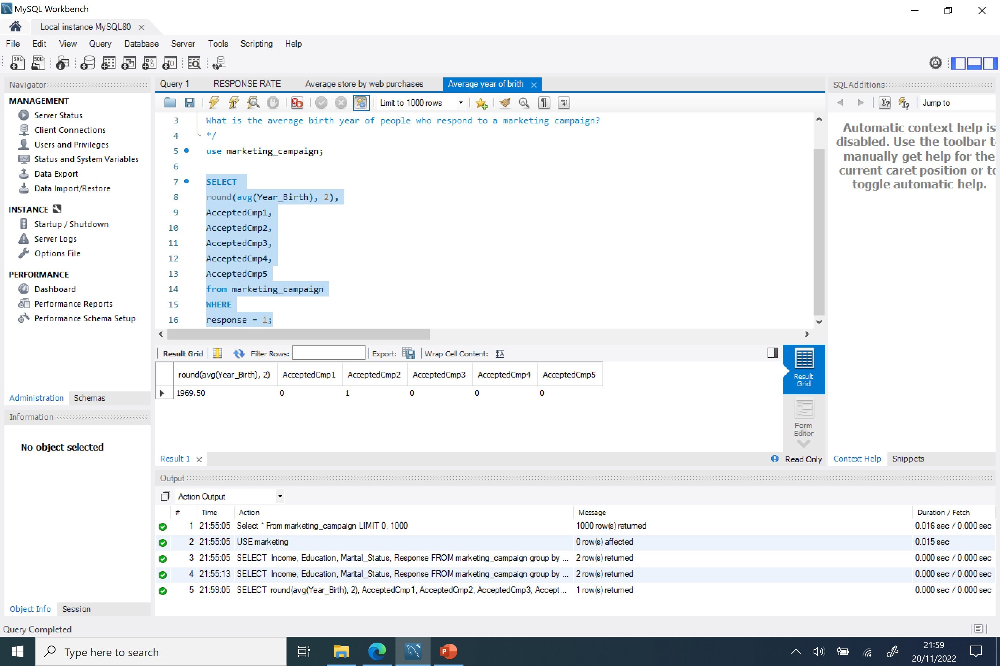 MySQL Workbench
Local instance MySQL80
File Edit View Query Database Server Tools Scripting Help
Navigator
MANAGEMENT
Server Status
Client Connections
Users and Privileges
Status and System Variables
Data Export
Data Import/Restore
INSTANCE
Startup / Shutdown
Server Logs
Options File
PERFORMANCE
Dashboard
Performance Reports
Performance Schema Setup
Administration Schemas
Information
No object selected
Object Info Session
Query 1 RESPONSE RATE Average store by web purchases Average year of brith
Limit to 1000 rows
3 What is the average birth year of people who respond to a marketing campaign?
4 */
5 use marketing_campaign;
6
7 SELECT
8 round(avg(Year_Birth), 2),
9 AcceptedCmp1,
10 AcceptedCmp2,
11 AcceptedCmp3,
12 AcceptedCmp4,
13 AcceptedCmp5
14 from marketing_campaign
15 WHERE
16 response = 1;
Result Grid Filter Rows: Export: Wrap Cell Content:
round(avg(Year_Birth), 2) AcceptedCmp1 AcceptedCmp2 AcceptedCmp3 AcceptedCmp4 AcceptedCmp5
1969.50 0 1 0 0 0
Result
Grid
Form
Editor
Result 1 Read Only
SQLAdditions
Jump to
Automatic context help is
disabled. Use the toolbar t
manually get help for the
current caret position or to
toggle automatic help.
Context Help Snippets
Output
Action Output
# Time Action Message Duration / Fetch
1 21:55:05 Select * From marketing_campaign LIMIT 0, 1000 1000 row(s) returned 0.016 sec / 0.000 sec
2 21:55:05 USE marketing 0 row(s) affected 0.015 sec
3 21:55:05 SELECT Income, Education, Marital_Status, Response FROM marketing_campaign group by ... 2 row(s) returned 0.000 sec / 0.000 sec
4 21:55:13 SELECT Income, Education, Marital_Status, Response FROM marketing_campaign group by ... 2 row(s) returned 0.000 sec / 0.000 sec
5 21:59:05 SELECT round(avg(Year_Birth), 2), AcceptedCmp1, AcceptedCmp2, AcceptedCmp3, Accept... 1 row(s) returned 0.000 sec / 0.000 sec
Query Completed
Type here to search
21:59
20/11/2022